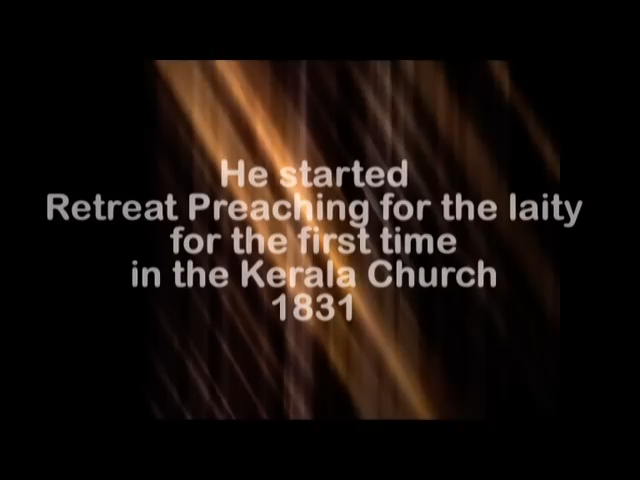 He started
Retreat Preaching for the laity
for the first time
in the Kerala Church
1831